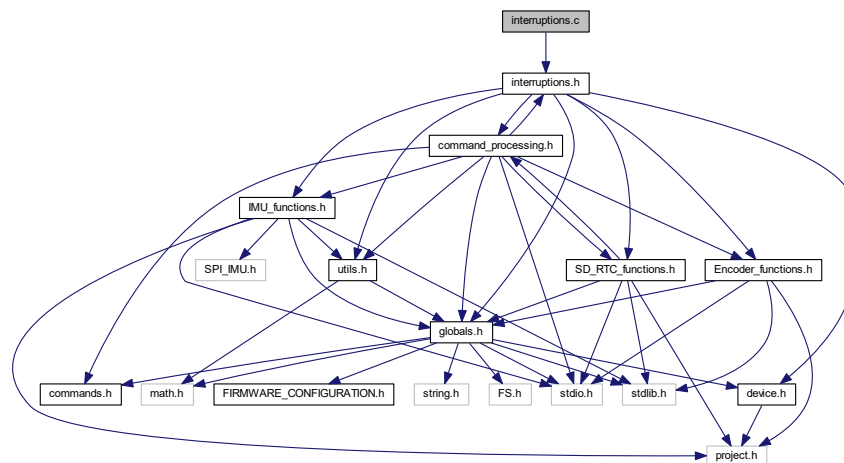 interruptions.c
interruptions.h
command_processing.h
IMU_functions.h
SPI_IMU.h
utils.h
SD_RTC_functions.h
Encoder_functions.h
globals.h
commands.h
math.h
FIRMWARE_CONFIGURATION.h
string.h
FS.h
stdio.h
stdlib.h
device.h
project.h